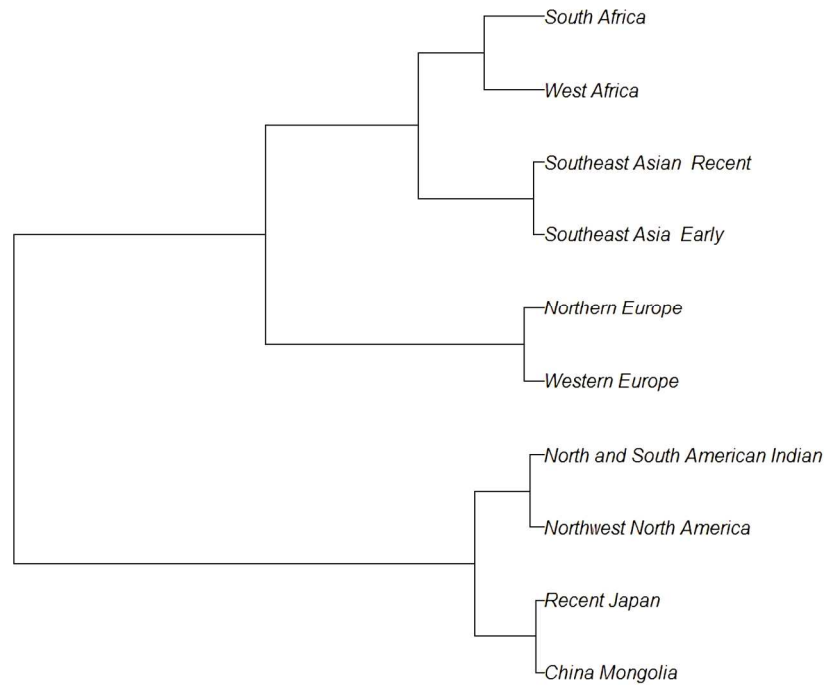 South Africa
West Africa
Southeast Asian Recent
Southeast Asia Early
Northern Europe
Western Europe
North and South American Indian
Northwest North America
Recent Japan
China Mongolia